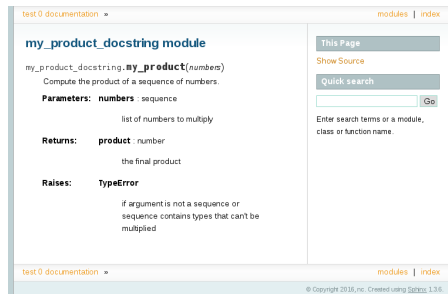 test 0 documentation »
modules | index
my_product_docstring module
my_product_docstring.my_product(numbers)
Compute the product of a sequence of numbers.
Parameters: numbers : sequence
list of numbers to multiply
Returns: product : number
the final product
Raises: TypeError
if argument is not a sequence or
sequence contains types that can't be
multiplied
This Page
Show Source
Quick search
Go
Enter search terms or a module,
class or function name.
test 0 documentation »
modules | index
© Copyright 2016, nc. Created using Sphinx 1.3.6.